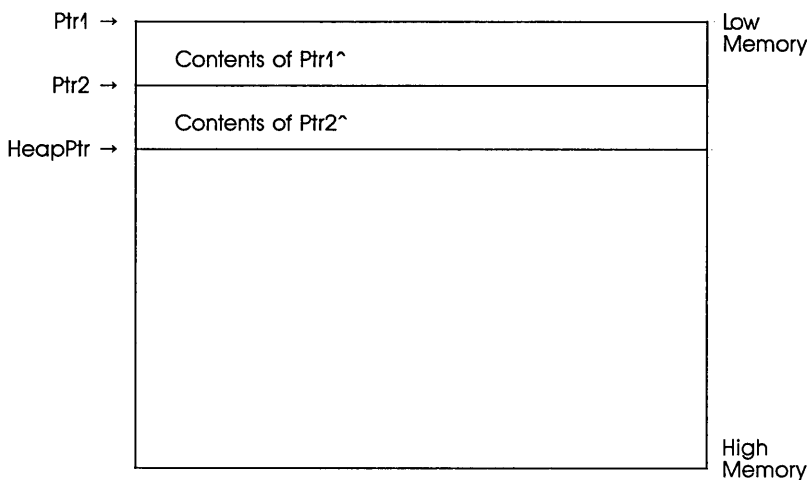 Ptr1 →
Low
Memory
Contents of Ptr1^
Ptr2 →
Contents of Ptr2^
HeapPtr →
High
Memory